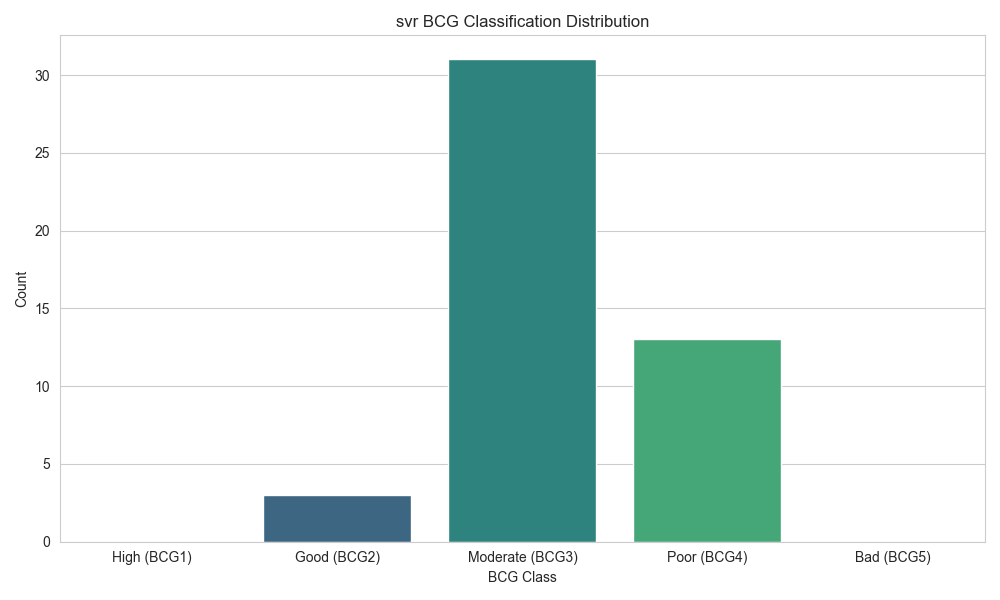 svr BCG Classification Distribution
Count
30
25
20
15
10
5
0
High (BCG1) Good (BCG2) Moderate (BCG3) Poor (BCG4) Bad (BCG5)
BCG Class